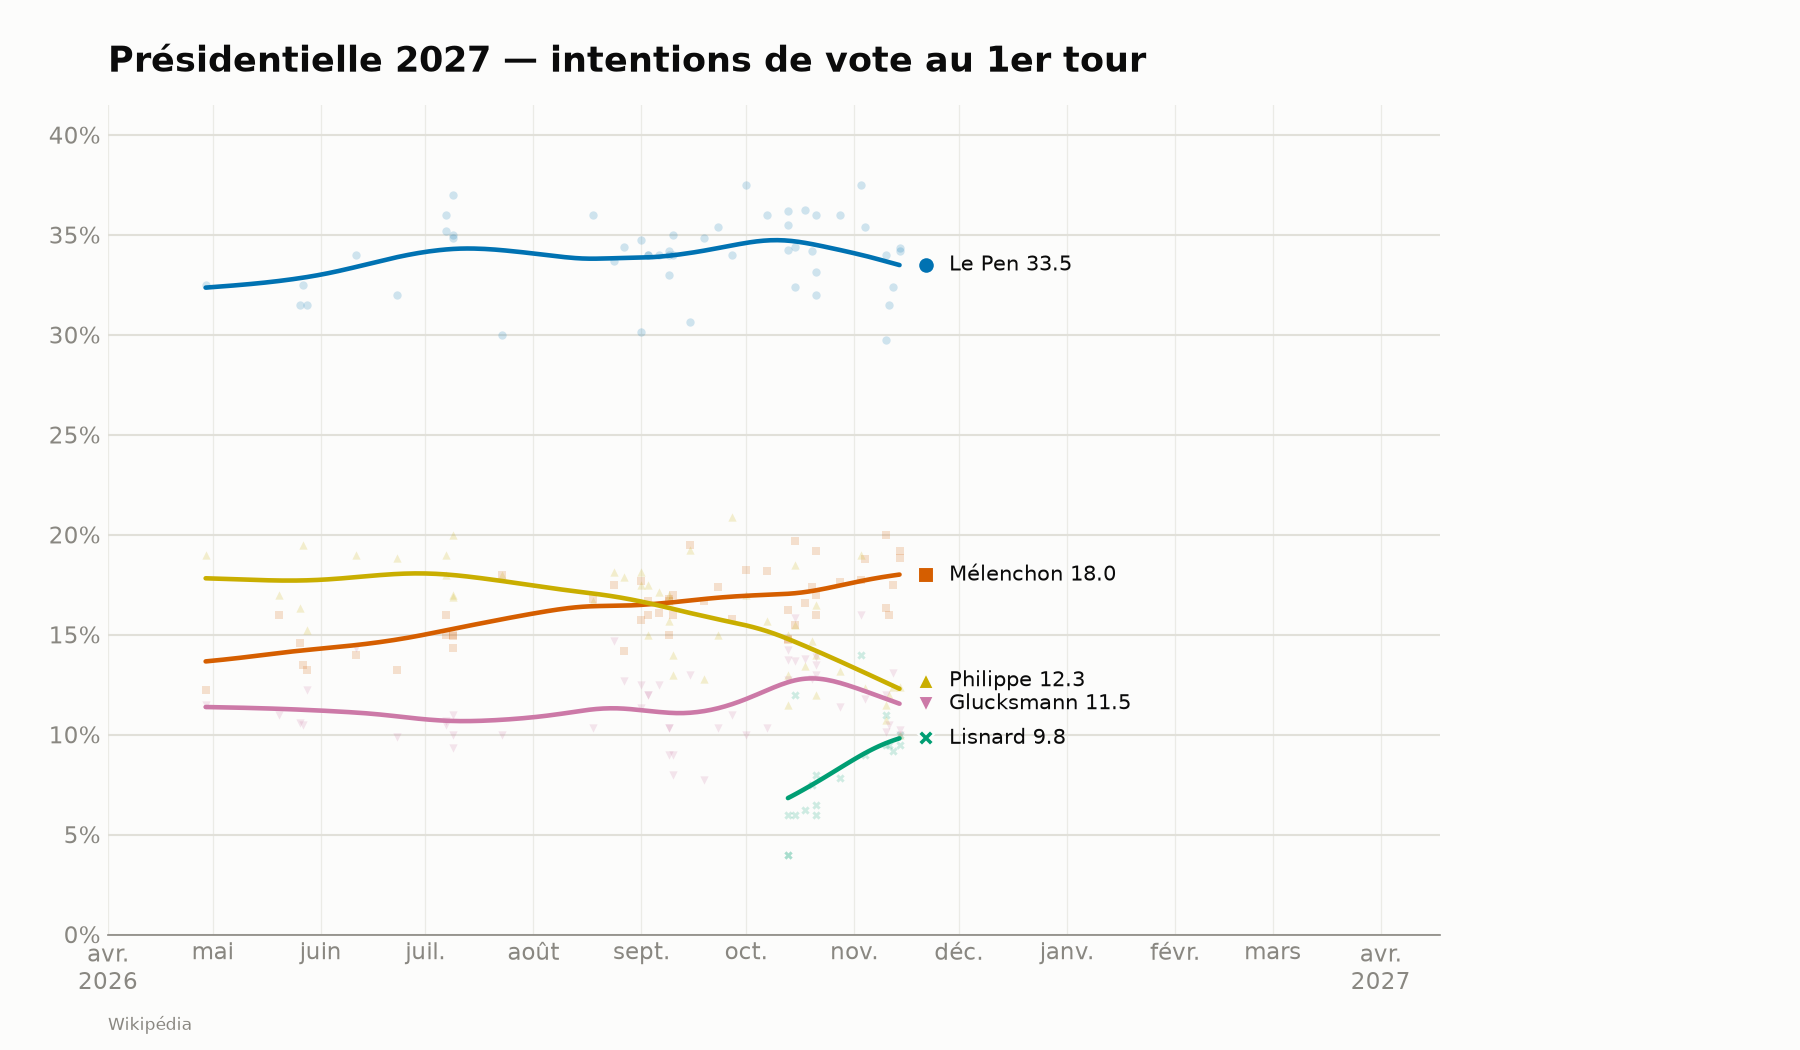 Présidentielle 2027 — intentions de vote au 1er tour
40%
35%
30%
25%
20%
15%
10%
5%
0%
Le Pen 33.5
Mélenchon 18.0
Philippe 12.3
Glucksmann 11.5
Lisnard 9.8
avr. mai juin juil. août sept. oct. nov. déc. janv. févr. mars avr.
2026 2027
Wikipédia